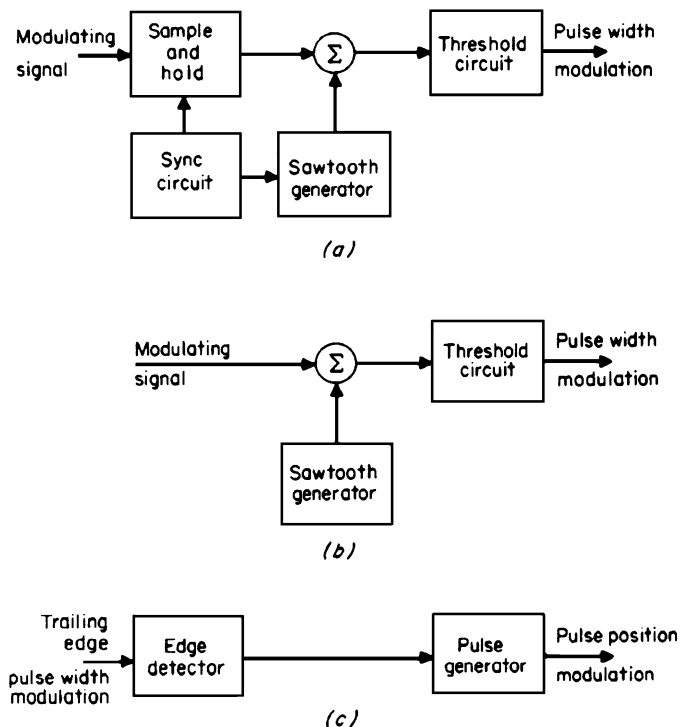 Modulating
signal
Sample
and
hold
Σ
Threshold
circuit
Pulse width
modulation
Sync
circuit
Sawtooth
generator
(a)
Modulating
signal
Σ
Threshold
circuit
Pulse width
modulation
Sawtooth
generator
(b)
Trailing
edge
pulse width
modulation
Edge
detector
Pulse
generator
Pulse position
modulation
(c)